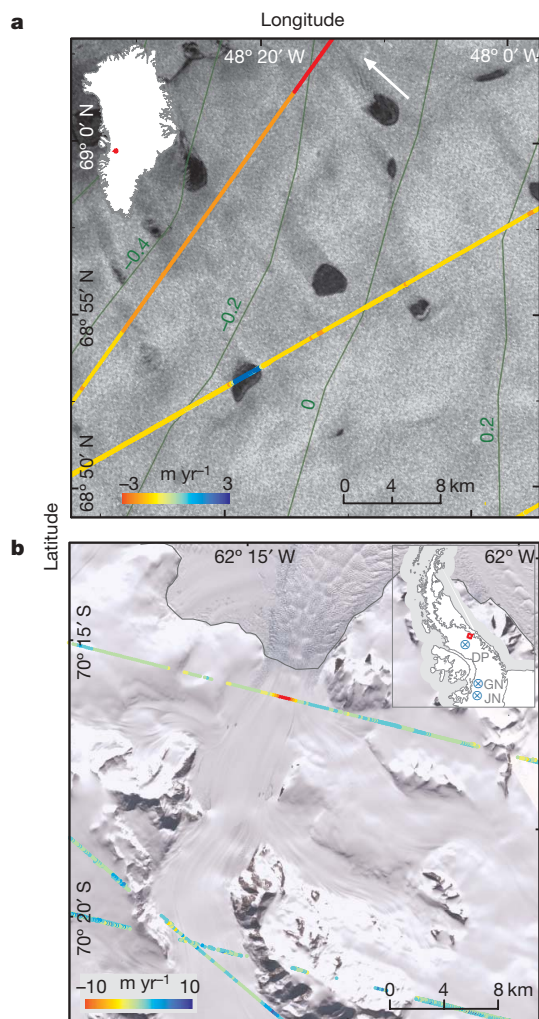 Longitude
a
48° 20′ W
48° 0′ W
69° 0′ N
−0.4
−0.2
68° 55′ N
0
0.2
68° 50′ N
m yr⁻¹
−3
3
0 4 8 km
Latitude
b
62° 15′ W
62° W
70° 15′ S
DP
GN
JN
70° 20′ S
m yr⁻¹
−10
10
0 4 8 km